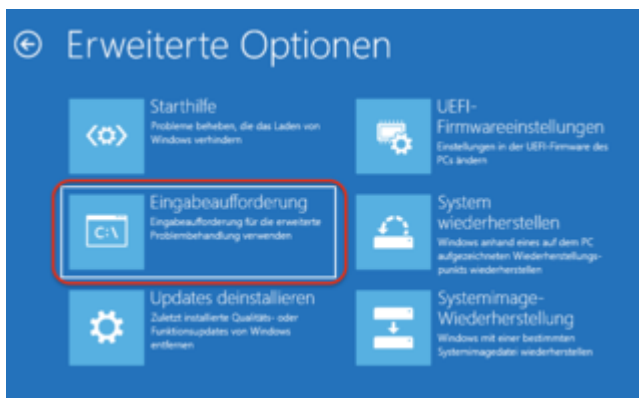 Erweiterte Optionen
Starthilfe
Probleme beheben, die das Laden von
Windows verhindern
C:\
Eingabeaufforderung
Eingabeaufforderung für die erweiterte
Problembehandlung verwenden
Updates deinstallieren
Zuletzt installierte Qualitäts- oder
Funktionsupdates von Windows
entfernen
UEFI-
Firmwareeinstellungen
Einstellungen in der UEFI-Firmware des
PCs ändern
System
wiederherstellen
Windows anhand eines auf dem PC
aufgezeichneten Wiederherstellungs-
punkts wiederherstellen
Systemimage-
Wiederherstellung
Windows mit einer bestimmten
Systemimagedatei wiederherstellen